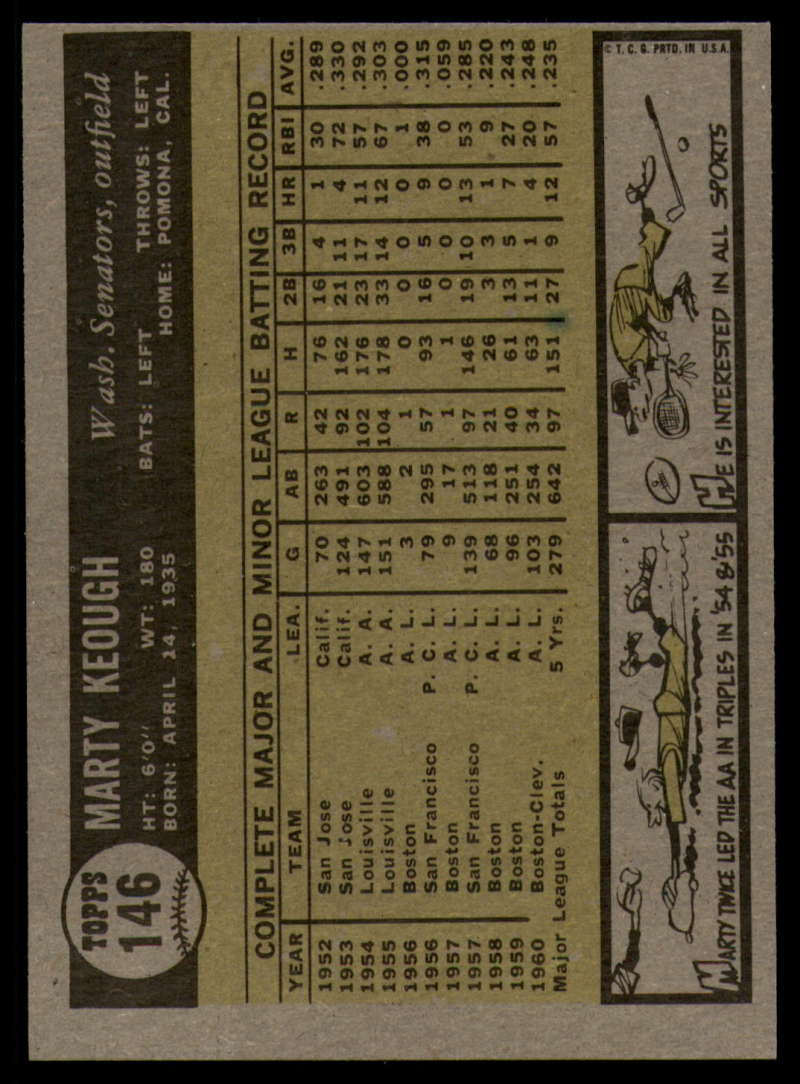 TOPPS
146
MARTY KEOUGH Wash. Senators, outfield
HT: 6'0" WT: 180 BATS: LEFT THROWS: LEFT
BORN: APRIL 14, 1935 HOME: POMONA, CAL.
COMPLETE MAJOR AND MINOR LEAGUE BATTING RECORD
YEAR TEAM LEA. G AB R H 2B 3B HR RBI AVG.
1952 San Jose Calif. 70 263 42 76 16 4 1 30 .289
1953 San Jose Calif. 124 491 92 162 21 11 4 72 .330
1954 Louisville A. A. 147 603 102 176 23 17 11 57 .292
1955 Louisville A. A. 151 588 104 178 33 14 12 67 .303
1956 Boston A. L. 3 2 1 0 0 0 0 1 .000
1956 San Francisco P. C. L. 79 295 57 93 16 5 9 38 .315
1957 Boston A. L. 9 17 1 1 0 0 0 0 .059
1957 San Francisco P. C. L. 139 513 97 146 19 10 13 53 .285
1958 Boston A. L. 68 118 21 26 3 3 1 9 .220
1959 Boston A. L. 96 251 40 61 13 5 7 27 .243
1960 Boston-Clev. A. L. 103 254 34 63 11 1 4 20 .248
Major League Totals 5 Yrs. 279 642 97 151 27 9 12 57 .235
© T. C. G. PRTD. IN U.S.A.
MARTY TWICE LED THE AA IN TRIPLES IN '54 & '55
HE IS INTERESTED IN ALL SPORTS